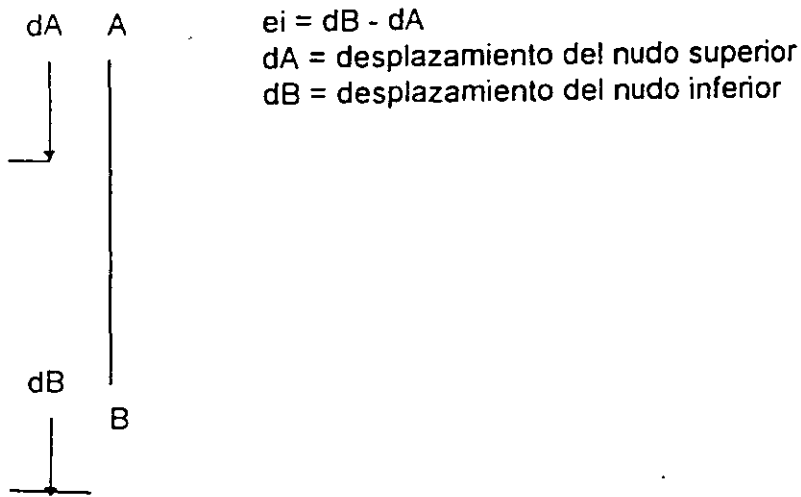 dA A
ei = dB - dA
dA = desplazamiento del nudo superior
dB = desplazamiento del nudo inferior
dB
B